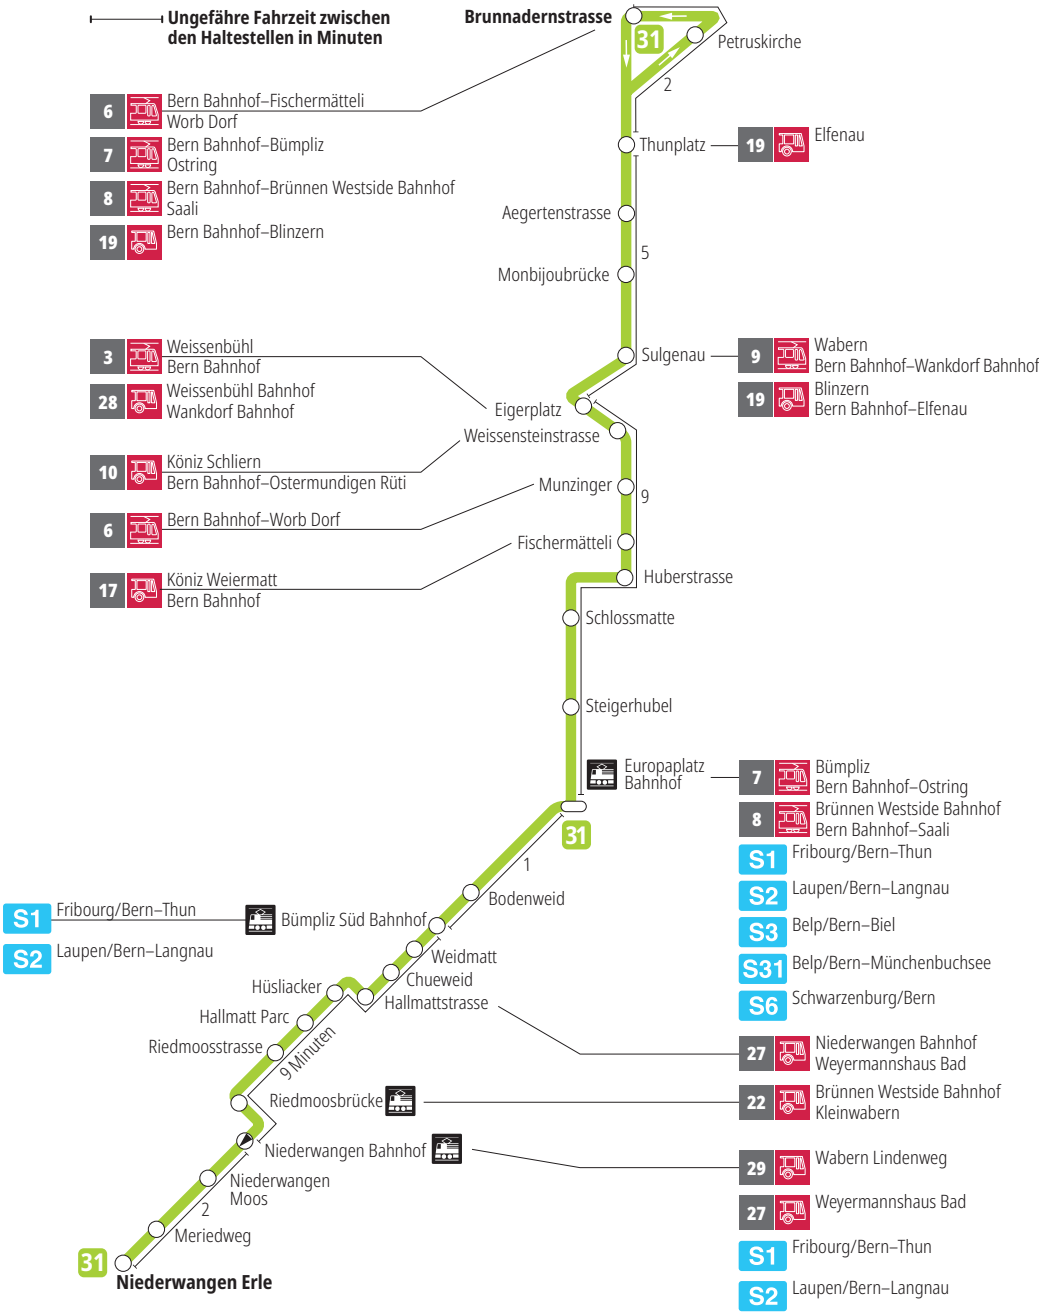 Ungefähre Fahrzeit zwischen
den Haltestellen in Minuten
Brunnadernstrasse
31
Petruskirche
2
6
Bern Bahnhof–Fischermätteli
Worb Dorf
7
Bern Bahnhof–Bümpliz
Ostring
8
Bern Bahnhof–Brünnen Westside Bahnhof
Saali
19
Bern Bahnhof–Blinzern
Thunplatz
19
Elfenau
Aegertenstrasse
5
Monbijoubrücke
Sulgenau
9
Wabern
Bern Bahnhof–Wankdorf Bahnhof
19
Blinzern
Bern Bahnhof–Elfenau
3
Weissenbühl
Bern Bahnhof
28
Weissenbühl Bahnhof
Wankdorf Bahnhof
Eigerplatz
Weissensteinstrasse
10
Köniz Schliern
Bern Bahnhof–Ostermundigen Rüti
Munzinger
9
6
Bern Bahnhof–Worb Dorf
Fischermätteli
17
Köniz Weiermatt
Bern Bahnhof
Huberstrasse
Schlossmatte
Steigerhubel
Europaplatz
Bahnhof
31
7
Bümpliz
Bern Bahnhof–Ostring
8
Brünnen Westside Bahnhof
Bern Bahnhof–Saali
S1
Fribourg/Bern–Thun
S2
Laupen/Bern–Langnau
S3
Belp/Bern–Biel
S31
Belp/Bern–Münchenbuchsee
S6
Schwarzenburg/Bern
1
Bodenweid
S1
Fribourg/Bern–Thun
S2
Laupen/Bern–Langnau
Bümpliz Süd Bahnhof
Weidmatt
Chueweid
Hallmattstrasse
27
Niederwangen Bahnhof
Weyermannshaus Bad
Hüsliacker
Hallmatt Parc
Riedmoosstrasse
9 Minuten
Riedmoosbrücke
22
Brünnen Westside Bahnhof
Kleinwabern
Niederwangen Bahnhof
29
Wabern Lindenweg
27
Weyermannshaus Bad
S1
Fribourg/Bern–Thun
S2
Laupen/Bern–Langnau
Niederwangen
Moos
2
Meriedweg
31
Niederwangen Erle